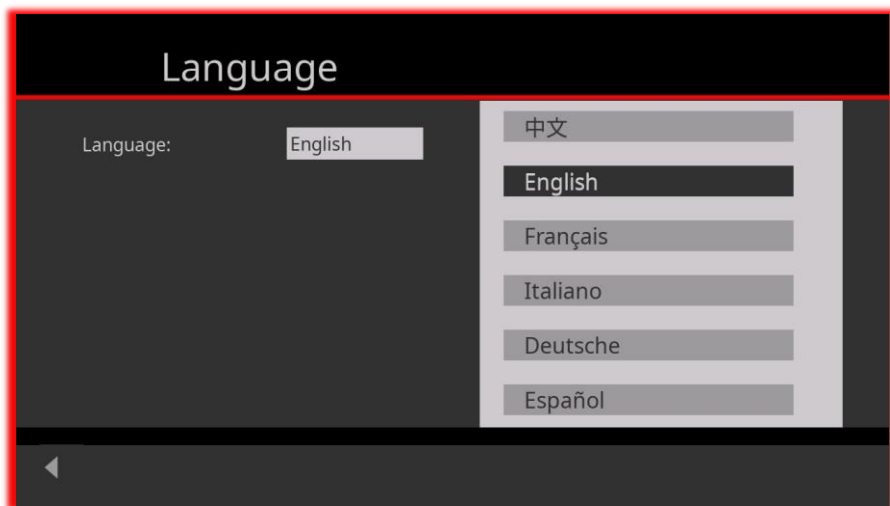 Language
Language:
English
中文
English
Français
Italiano
Deutsche
Español